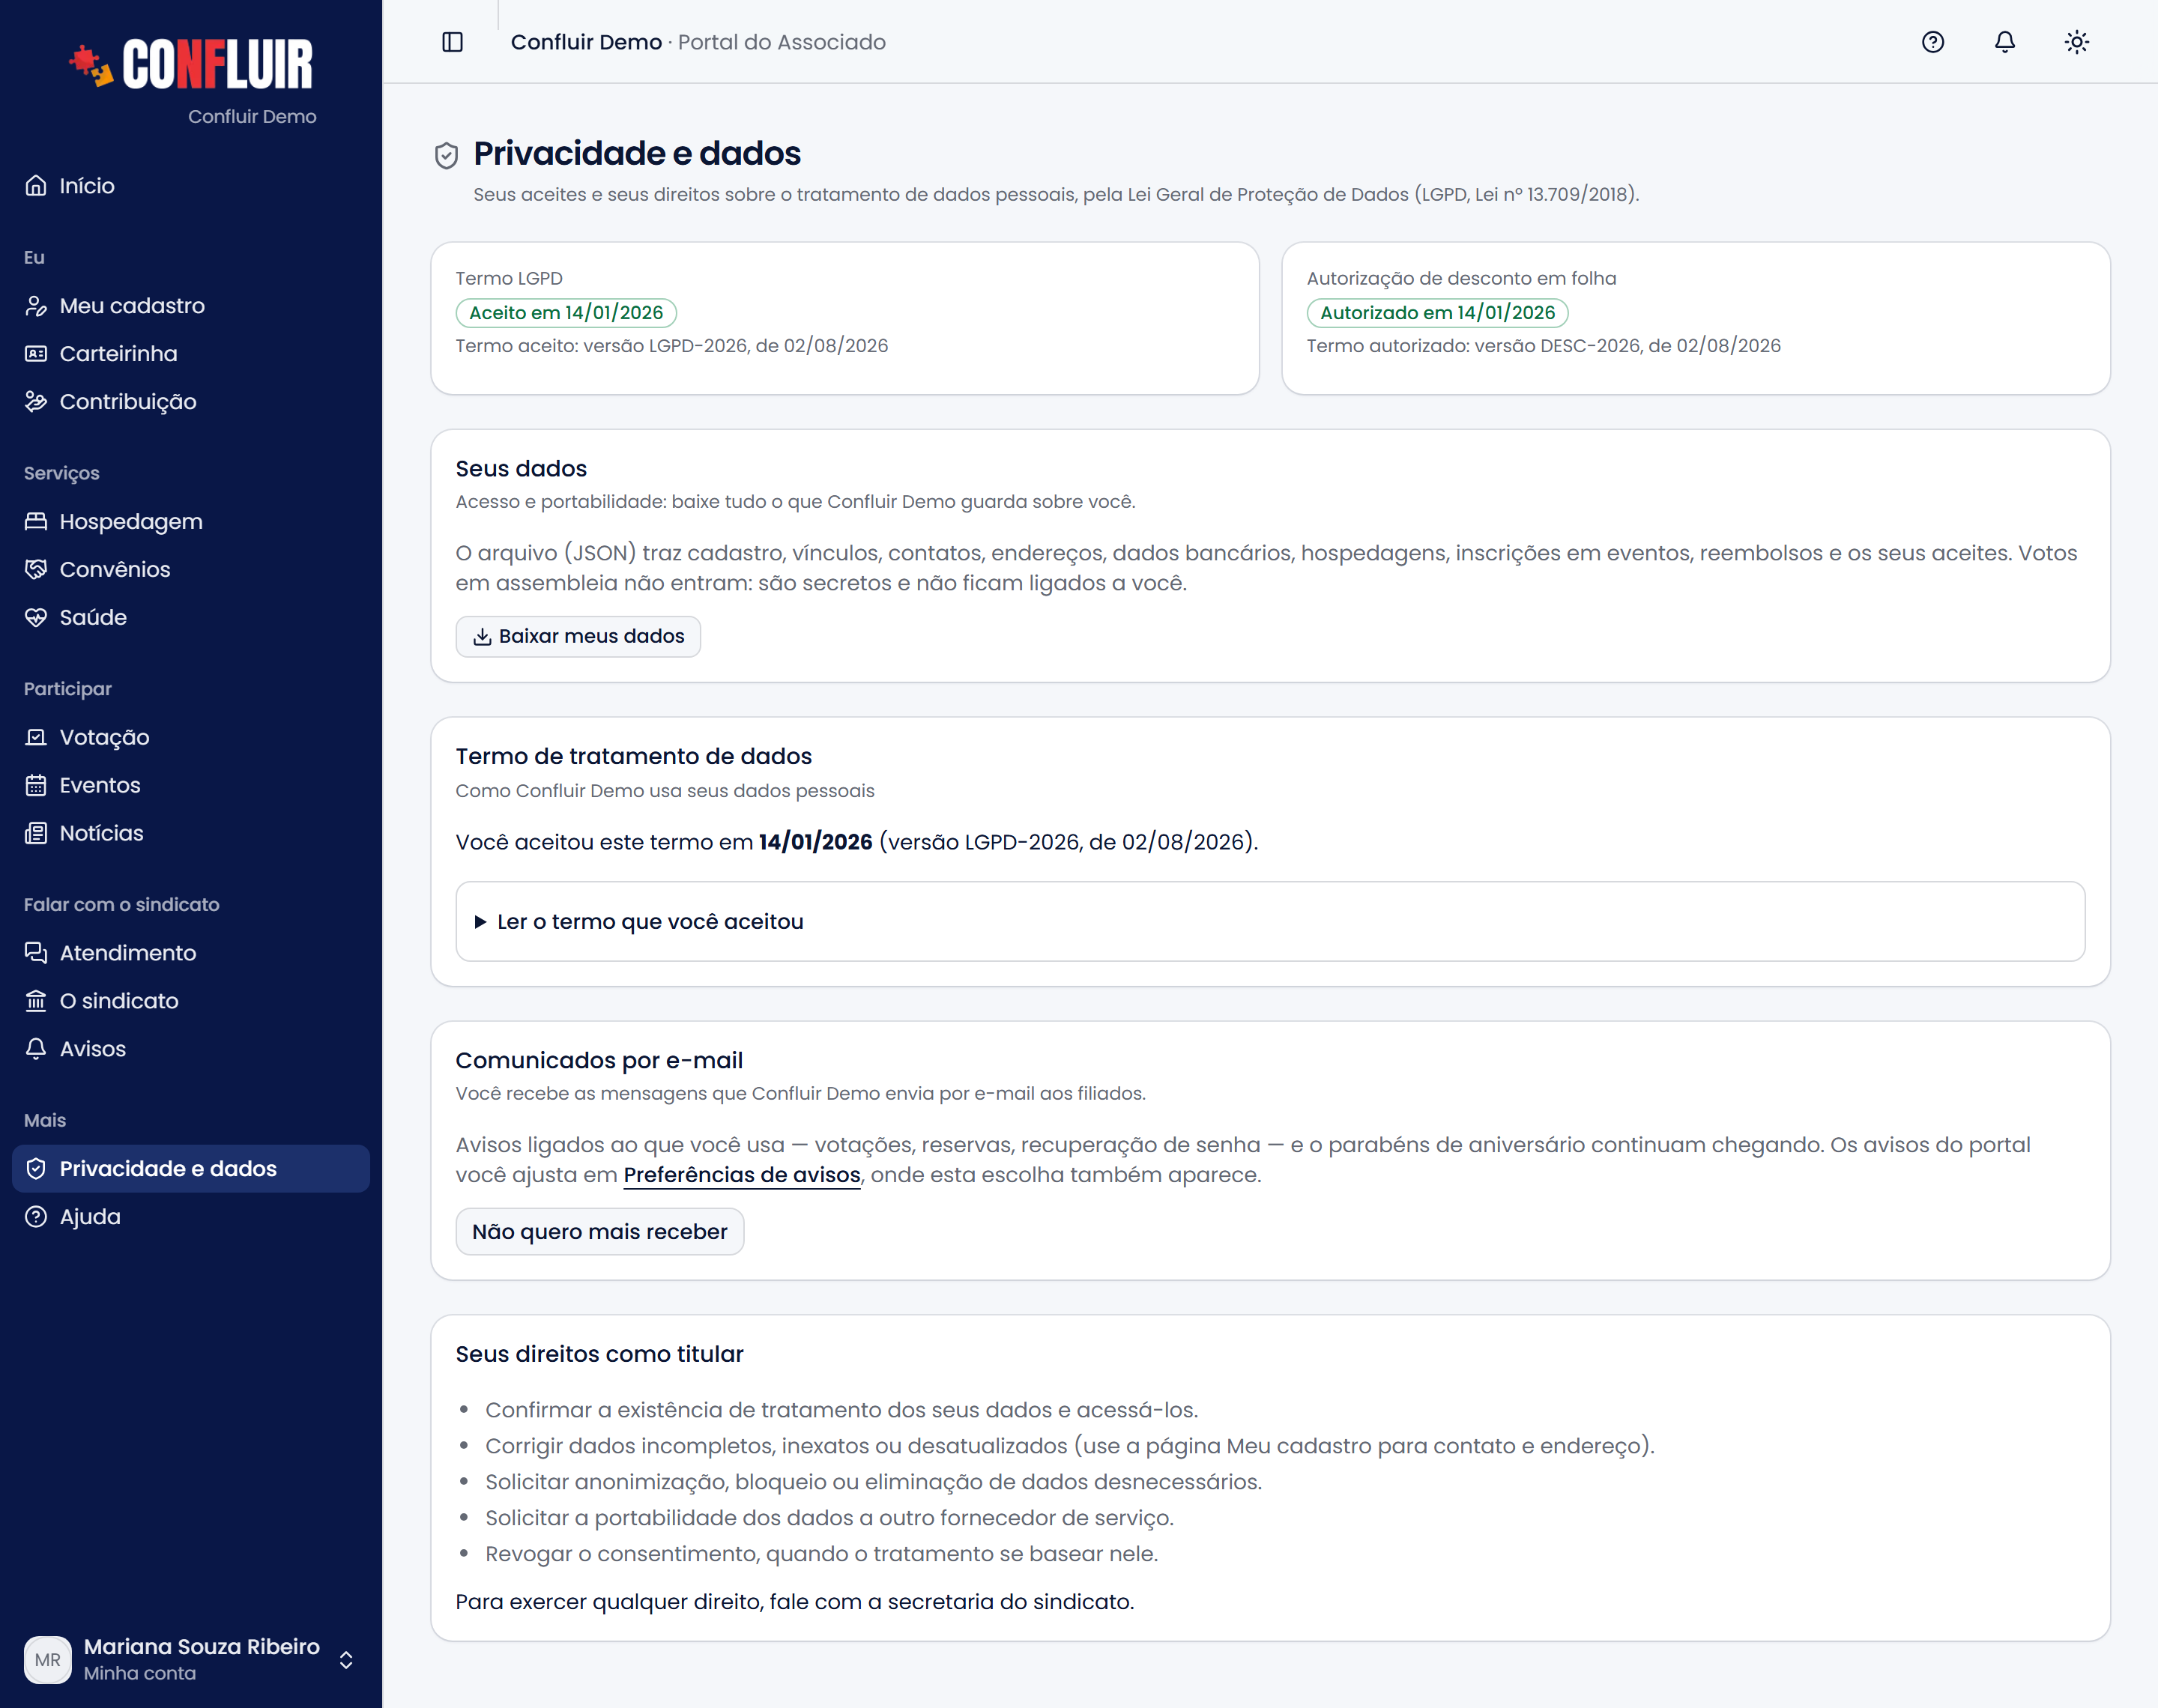 CONFLUIR
Confluir Demo
Início
Eu
Meu cadastro
Carteirinha
Contribuição
Serviços
Hospedagem
Convênios
Saúde
Participar
Votação
Eventos
Notícias
Falar com o sindicato
Atendimento
O sindicato
Avisos
Mais
Privacidade e dados
Ajuda
MR
Mariana Souza Ribeiro
Minha conta
Confluir Demo · Portal do Associado
Privacidade e dados
Seus aceites e seus direitos sobre o tratamento de dados pessoais, pela Lei Geral de Proteção de Dados (LGPD, Lei nº 13.709/2018).
Termo LGPD
Aceito em 14/01/2026
Termo aceito: versão LGPD-2026, de 02/08/2026
Autorização de desconto em folha
Autorizado em 14/01/2026
Termo autorizado: versão DESC-2026, de 02/08/2026
Seus dados
Acesso e portabilidade: baixe tudo o que Confluir Demo guarda sobre você.
O arquivo (JSON) traz cadastro, vínculos, contatos, endereços, dados bancários, hospedagens, inscrições em eventos, reembolsos e os seus aceites. Votos
em assembleia não entram: são secretos e não ficam ligados a você.
Baixar meus dados
Termo de tratamento de dados
Como Confluir Demo usa seus dados pessoais
Você aceitou este termo em 14/01/2026 (versão LGPD-2026, de 02/08/2026).
Ler o termo que você aceitou
Comunicados por e-mail
Você recebe as mensagens que Confluir Demo envia por e-mail aos filiados.
Avisos ligados ao que você usa — votações, reservas, recuperação de senha — e o parabéns de aniversário continuam chegando. Os avisos do portal
você ajusta em Preferências de avisos, onde esta escolha também aparece.
Não quero mais receber
Seus direitos como titular
• Confirmar a existência de tratamento dos seus dados e acessá-los.
• Corrigir dados incompletos, inexatos ou desatualizados (use a página Meu cadastro para contato e endereço).
• Solicitar anonimização, bloqueio ou eliminação de dados desnecessários.
• Solicitar a portabilidade dos dados a outro fornecedor de serviço.
• Revogar o consentimento, quando o tratamento se basear nele.
Para exercer qualquer direito, fale com a secretaria do sindicato.